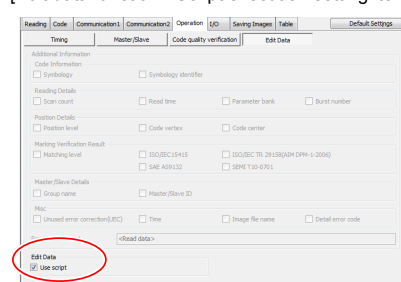 Reading Code Communication1 Communication2 Operation I/O Saving Images Table Default Settings
Timing Master/Slave Code quality verification Edit Data
Additional Information
Code Information
Symbology Symbology identifier
Reading Details
Scan count Read time Parameter bank Burst number
Position Details
Position level Code vertex Code center
Marking Verification Result
Matching level ISO/IEC15415 ISO/IEC TR 29158(AIM DPM-1-2006)
SAE AS9132 SEMI T10-0701
Master/Slave Details
Group name Master/Slave ID
Misc
Unused error correction(UEC) Time Image file name Detail error code
<Read data>
Edit Data
Use script